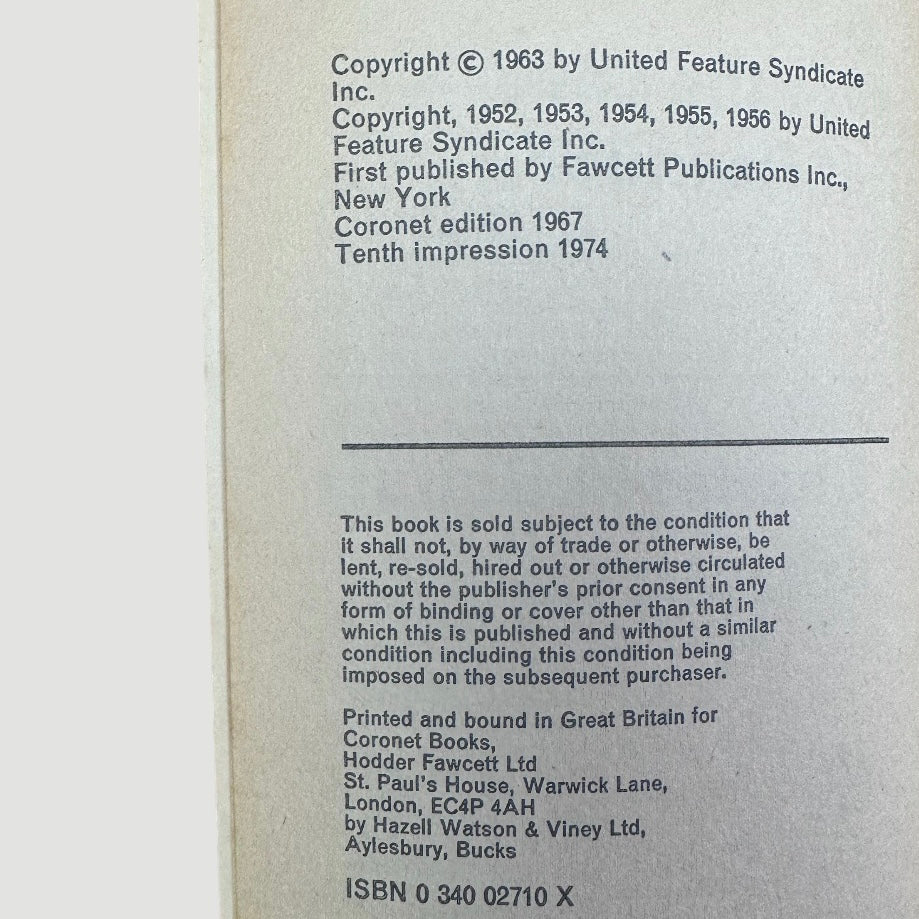 Copyright © 1963 by United Feature Syndicate
Inc.
Copyright, 1952, 1953, 1954, 1955, 1956 by United
Feature Syndicate Inc.
First published by Fawcett Publications Inc.,
New York
Coronet edition 1967
Tenth impression 1974
This book is sold subject to the condition that
it shall not, by way of trade or otherwise, be
lent, re-sold, hired out or otherwise circulated
without the publisher's prior consent in any
form of binding or cover other than that in
which this is published and without a similar
condition including this condition being
imposed on the subsequent purchaser.
Printed and bound in Great Britain for
Coronet Books,
Hodder Fawcett Ltd
St. Paul's House, Warwick Lane,
London, EC4P 4AH
by Hazell Watson & Viney Ltd,
Aylesbury, Bucks
ISBN 0 340 02710 X